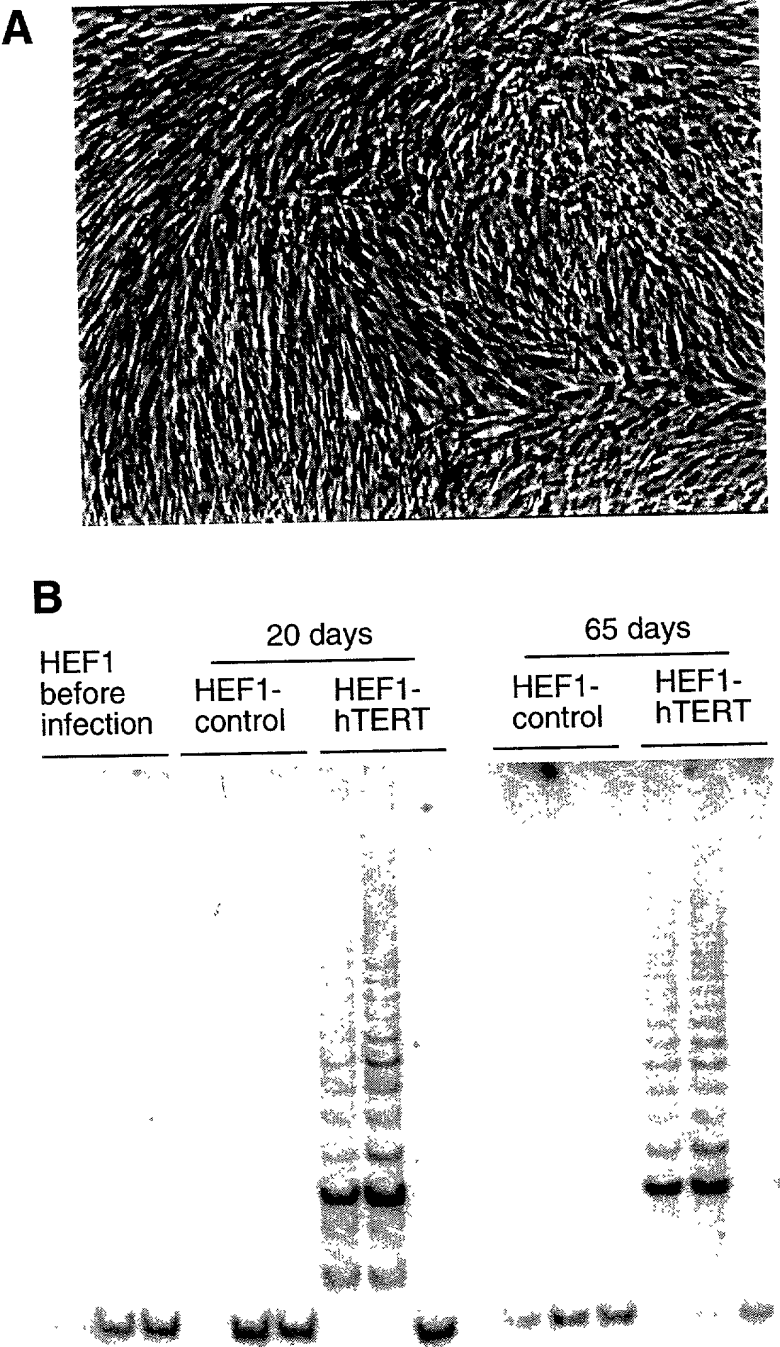 A
B
20 days
65 days
HEF1
before
infection
HEF1-
control
HEF1-
hTERT
HEF1-
control
HEF1-
hTERT